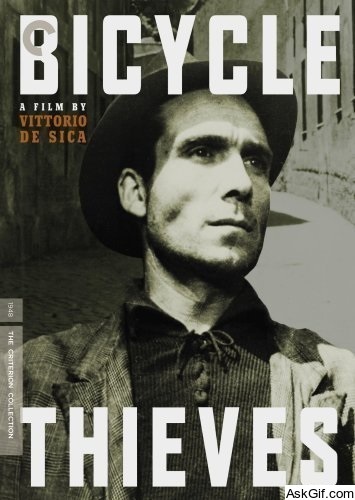 BICYCLE
A FILM BY
VITTORIO
DE SICA
1948
THE CRITERION COLLECTION
THIEVES
AskGif.com